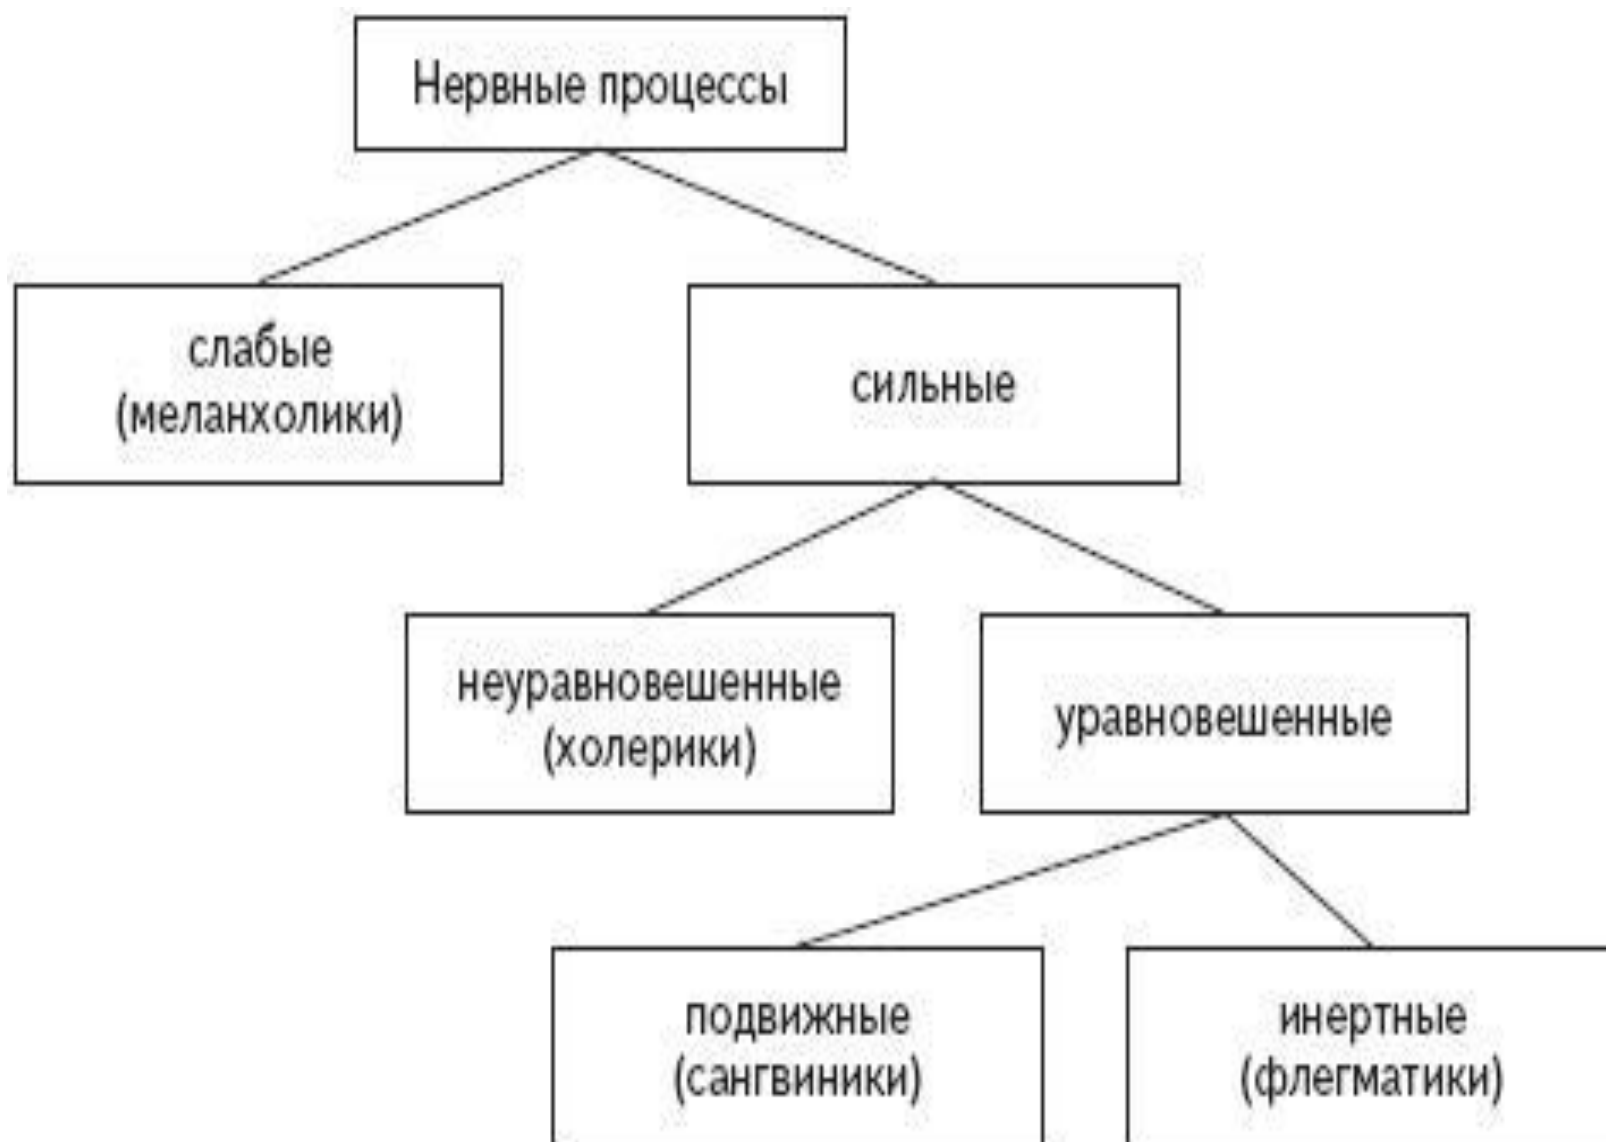 Нервные процессы
слабые
(меланхолики)
сильные
неуравновешенные
(холерики)
уравновешенные
подвижные
(сангвиники)
инертные
(флегматики)